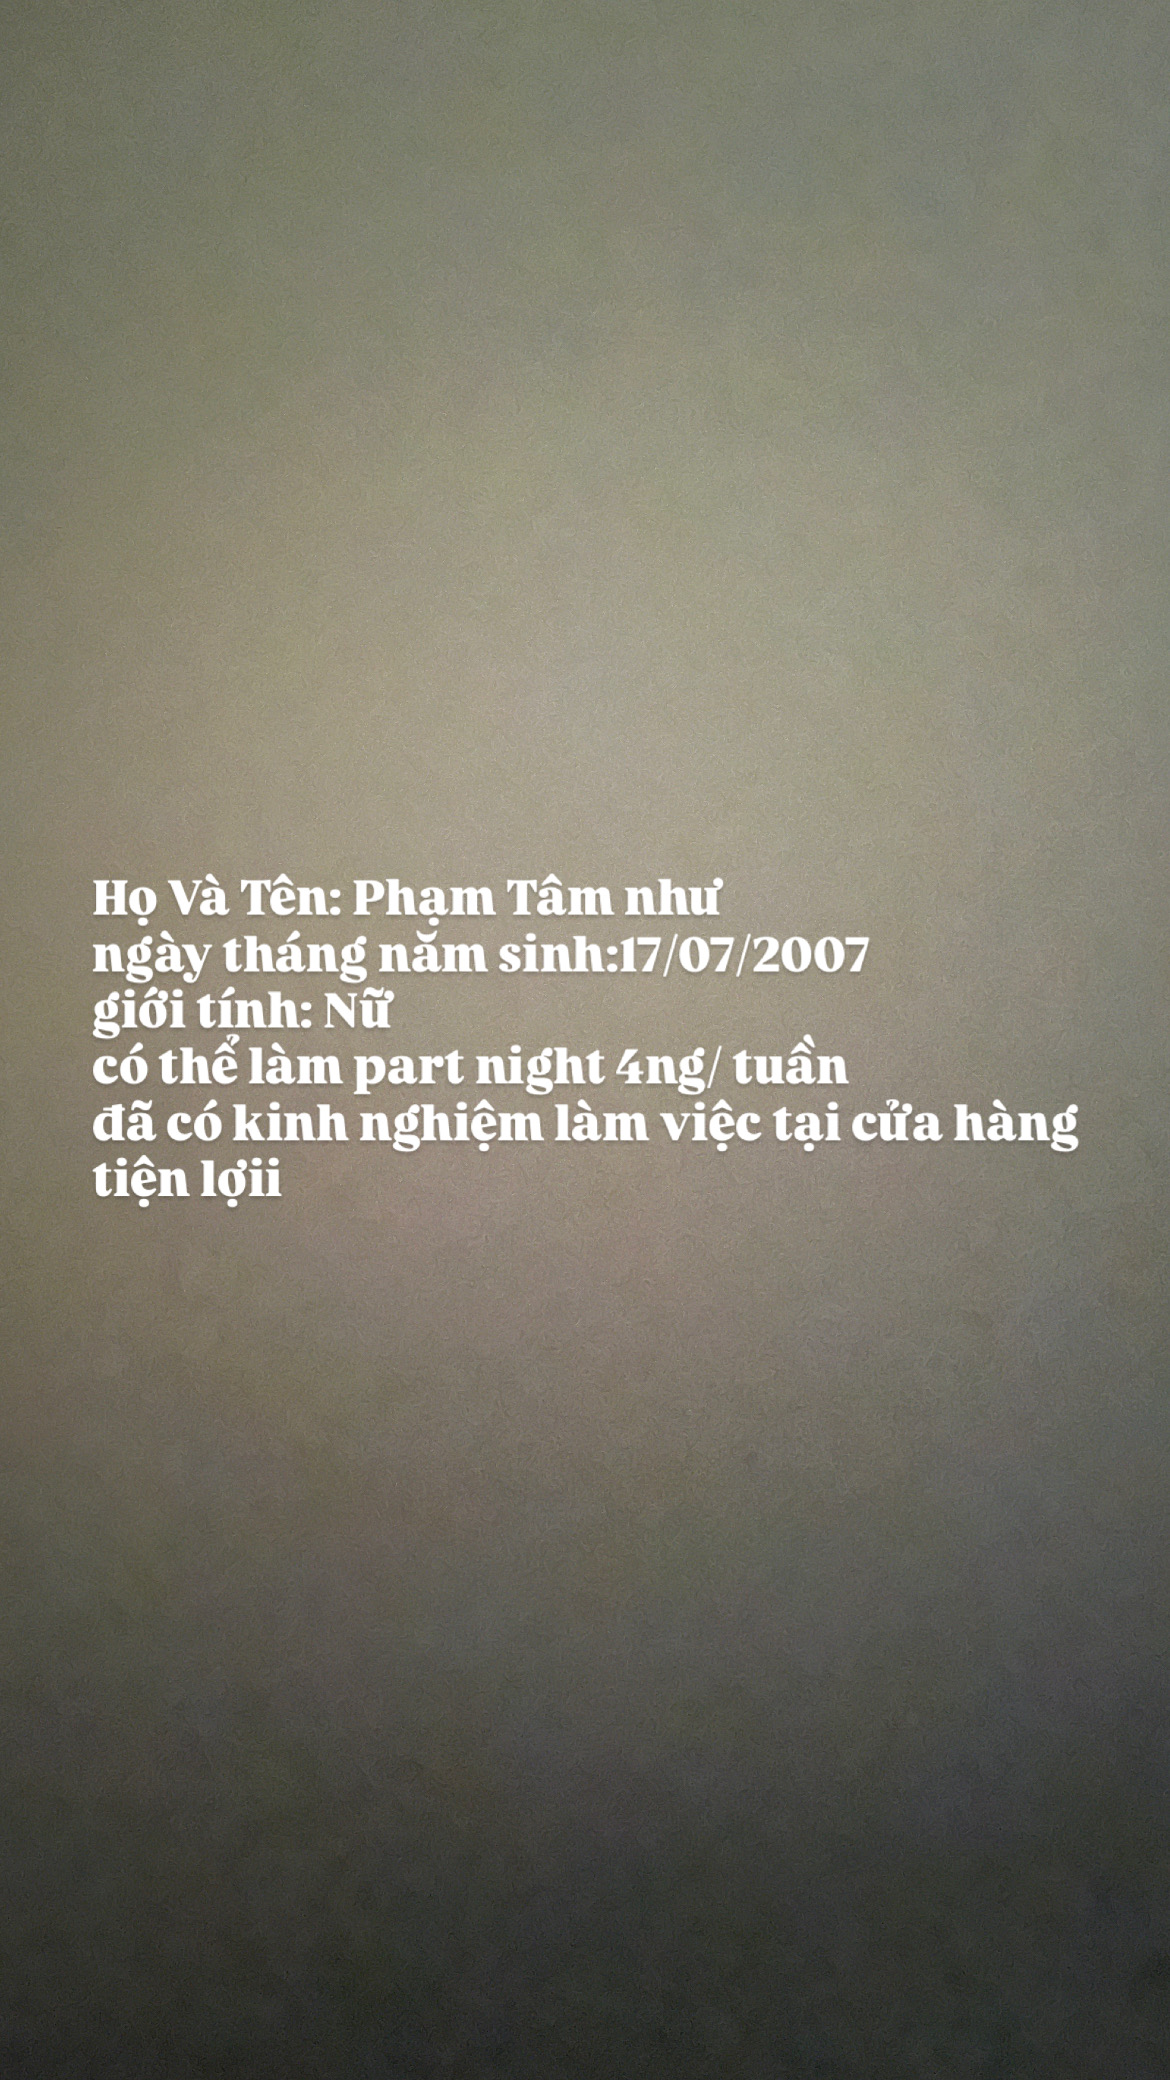 Họ Và Tên: Phạm Tâm như
ngày tháng năm sinh:17/07/2007
giới tính: Nữ
có thể làm part night 4ng/ tuần
đã có kinh nghiệm làm việc tại cửa hàng
tiện lợii